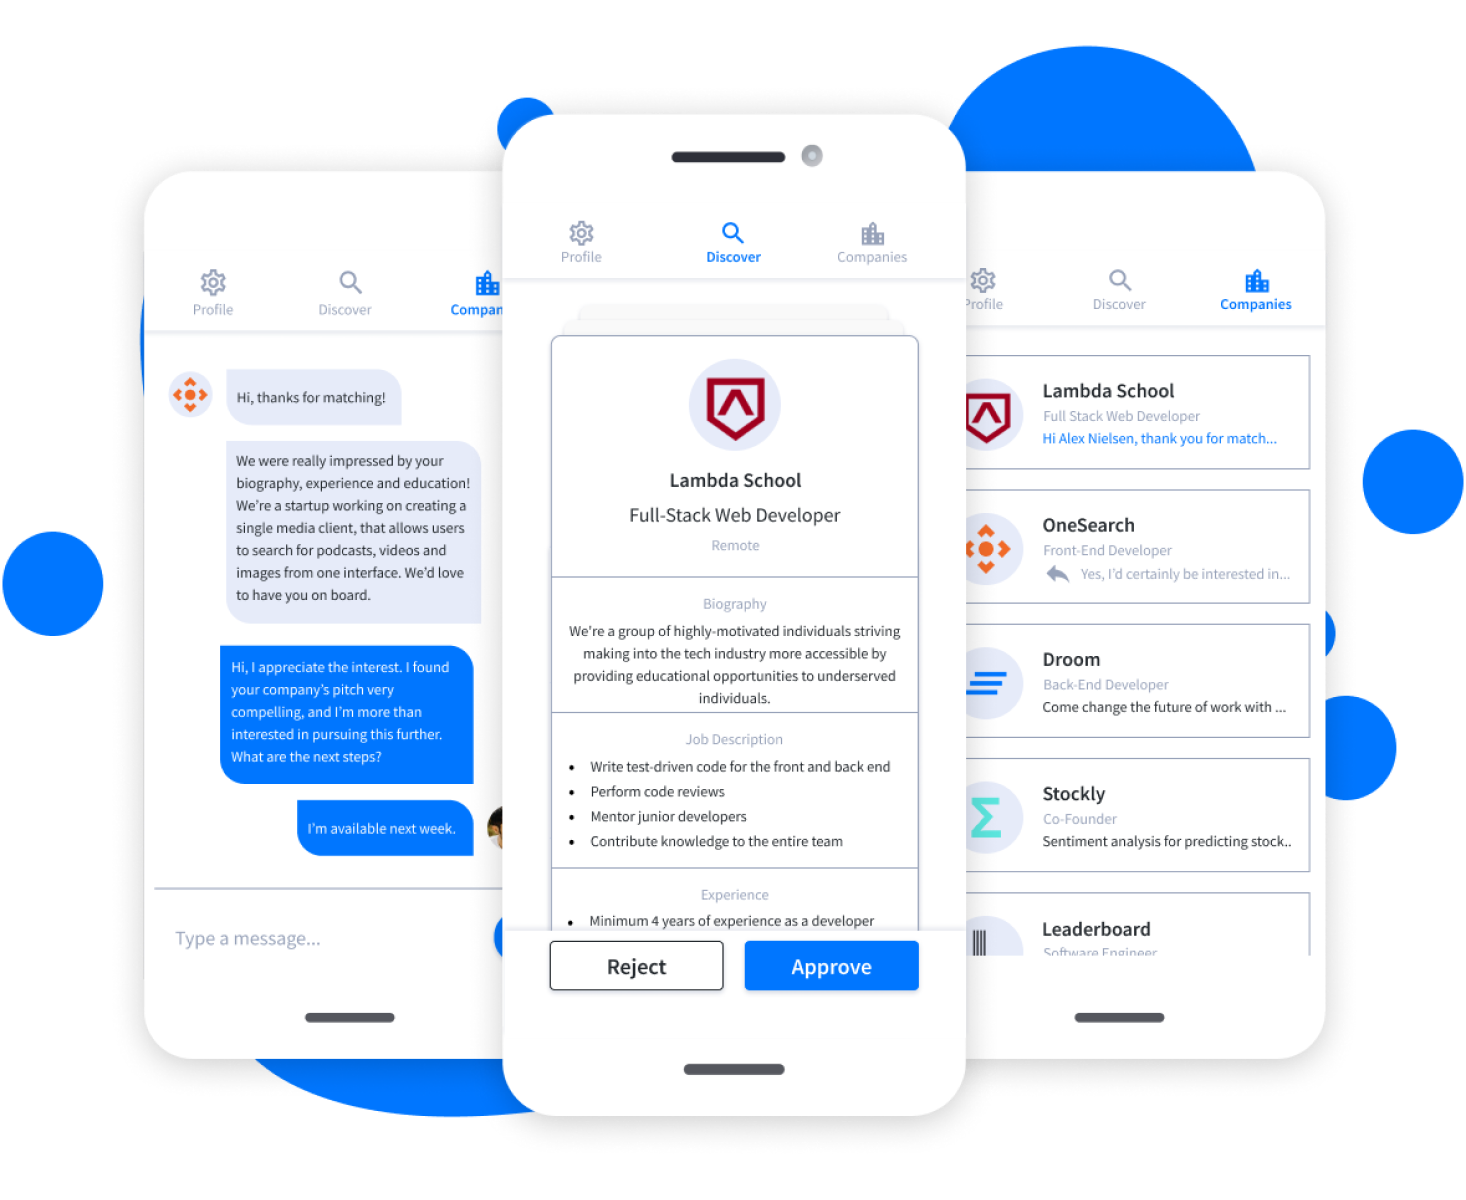 Profile
Discover
Compan
Hi, thanks for matching!
We were really impressed by your
biography, experience and education!
We're a startup working on creating a
single media client, that allows users
to search for podcasts, videos and
images from one interface. We'd love
to have you on board.
Hi, I appreciate the interest. I found
your company's pitch very
compelling, and I'm more than
interested in pursuing this further.
What are the next steps?
I'm available next week.
Type a message...
Profile
Discover
Companies
Lambda School
Full-Stack Web Developer
Remote
Biography
We're a group of highly-motivated individuals striving
making into the tech industry more accessible by
providing educational opportunities to underserved
individuals.
Job Description
• Write test-driven code for the front and back end
• Perform code reviews
• Mentor junior developers
• Contribute knowledge to the entire team
Experience
• Minimum 4 years of experience as a developer
Reject
Approve
Profile
Discover
Companies
Lambda School
Full Stack Web Developer
Hi Alex Nielsen, thank you for match...
OneSearch
Front-End Developer
Yes, I'd certainly be interested in...
Droom
Back-End Developer
Come change the future of work with ...
Stockly
Co-Founder
Sentiment analysis for predicting stock..
Leaderboard
Software Engineer